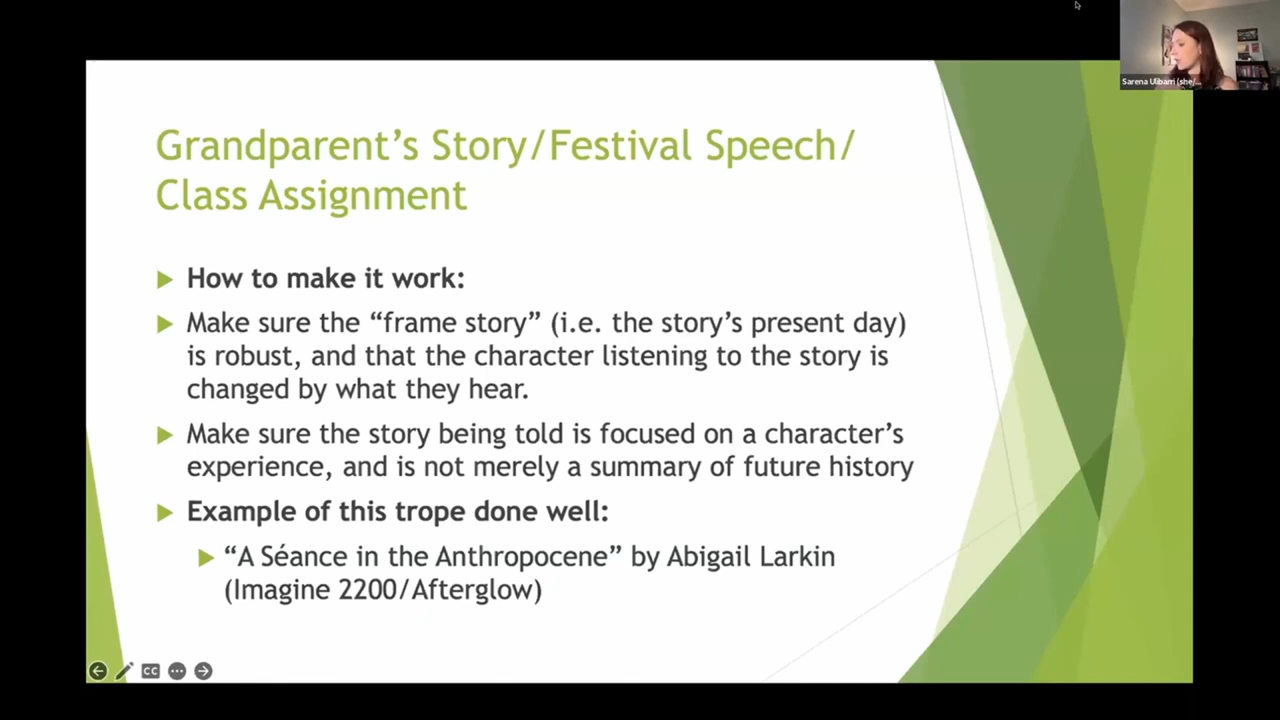 Sarena Ulibarri (she/...
Grandparent’s Story/Festival Speech/
Class Assignment
How to make it work:
Make sure the “frame story” (i.e. the story’s present day)
is robust, and that the character listening to the story is
changed by what they hear.
Make sure the story being told is focused on a character’s
experience, and is not merely a summary of future history
Example of this trope done well:
“A Séance in the Anthropocene” by Abigail Larkin
(Imagine 2200/Afterglow)
CC